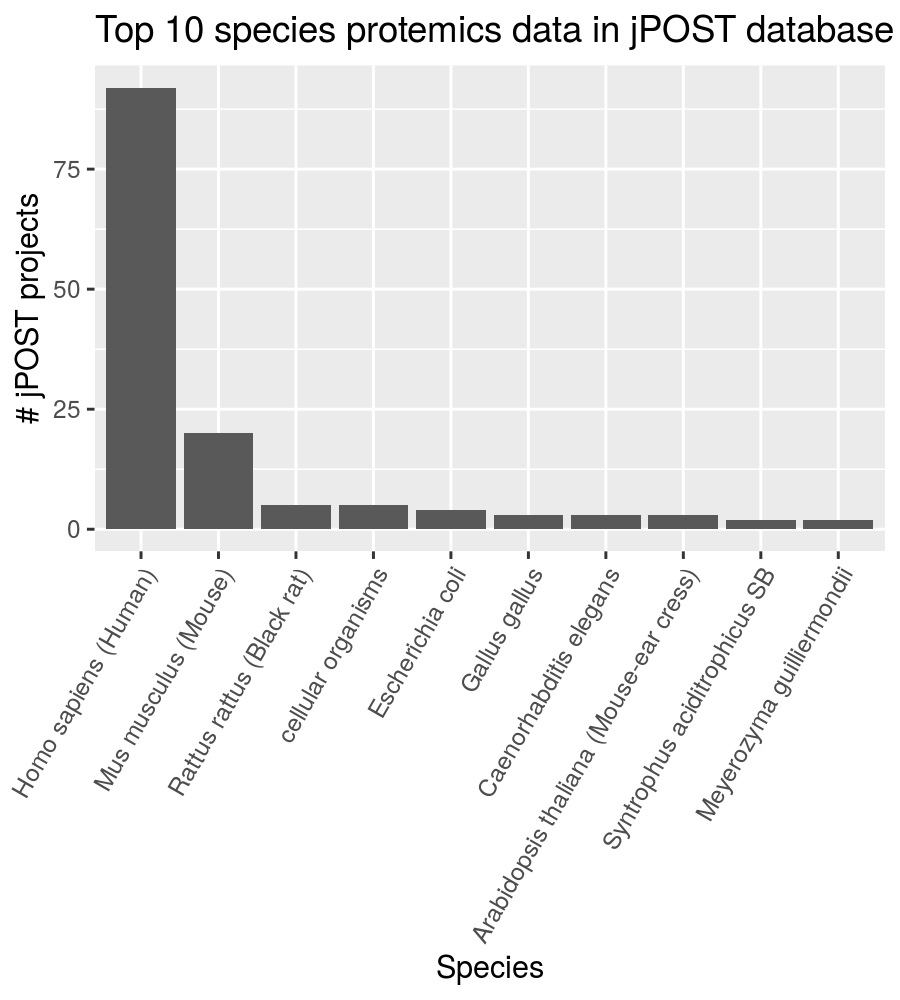 Top 10 species protemics data in jPOST database
# jPOST projects
75
50
25
0
Homo sapiens (Human)
Mus musculus (Mouse)
Rattus rattus (Black rat)
cellular organisms
Escherichia coli
Gallus gallus
Caenorhabditis elegans
Arabidopsis thaliana (Mouse-ear cress)
Syntrophus aciditrophicus SB
Meyerozyma guilliermondii
Species